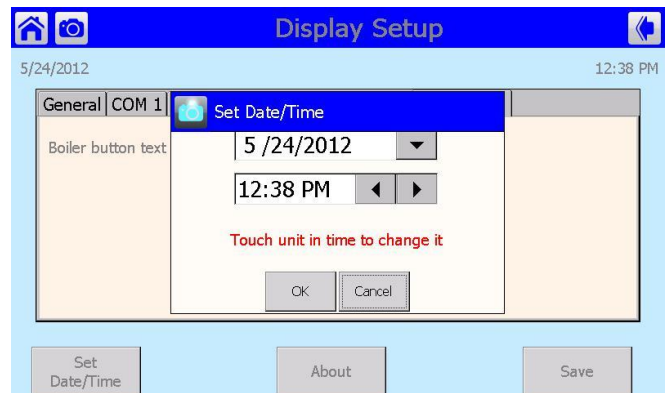 Display Setup
5/24/2012 12:38 PM
General COM 1
Set Date/Time
Boiler button text
5 /24/2012
12:38 PM
Touch unit in time to change it
OK Cancel
Set
Date/Time
About
Save